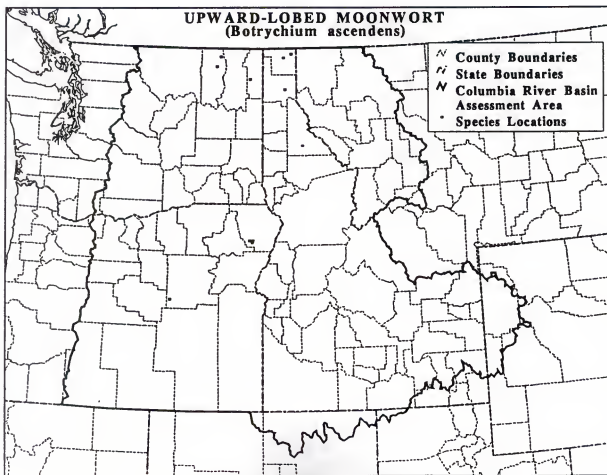 UPWARD-LOBED MOONWORT
(Botrychium ascendens)
County Boundaries
State Boundaries
Columbia River Basin
Assessment Area
Species Locations